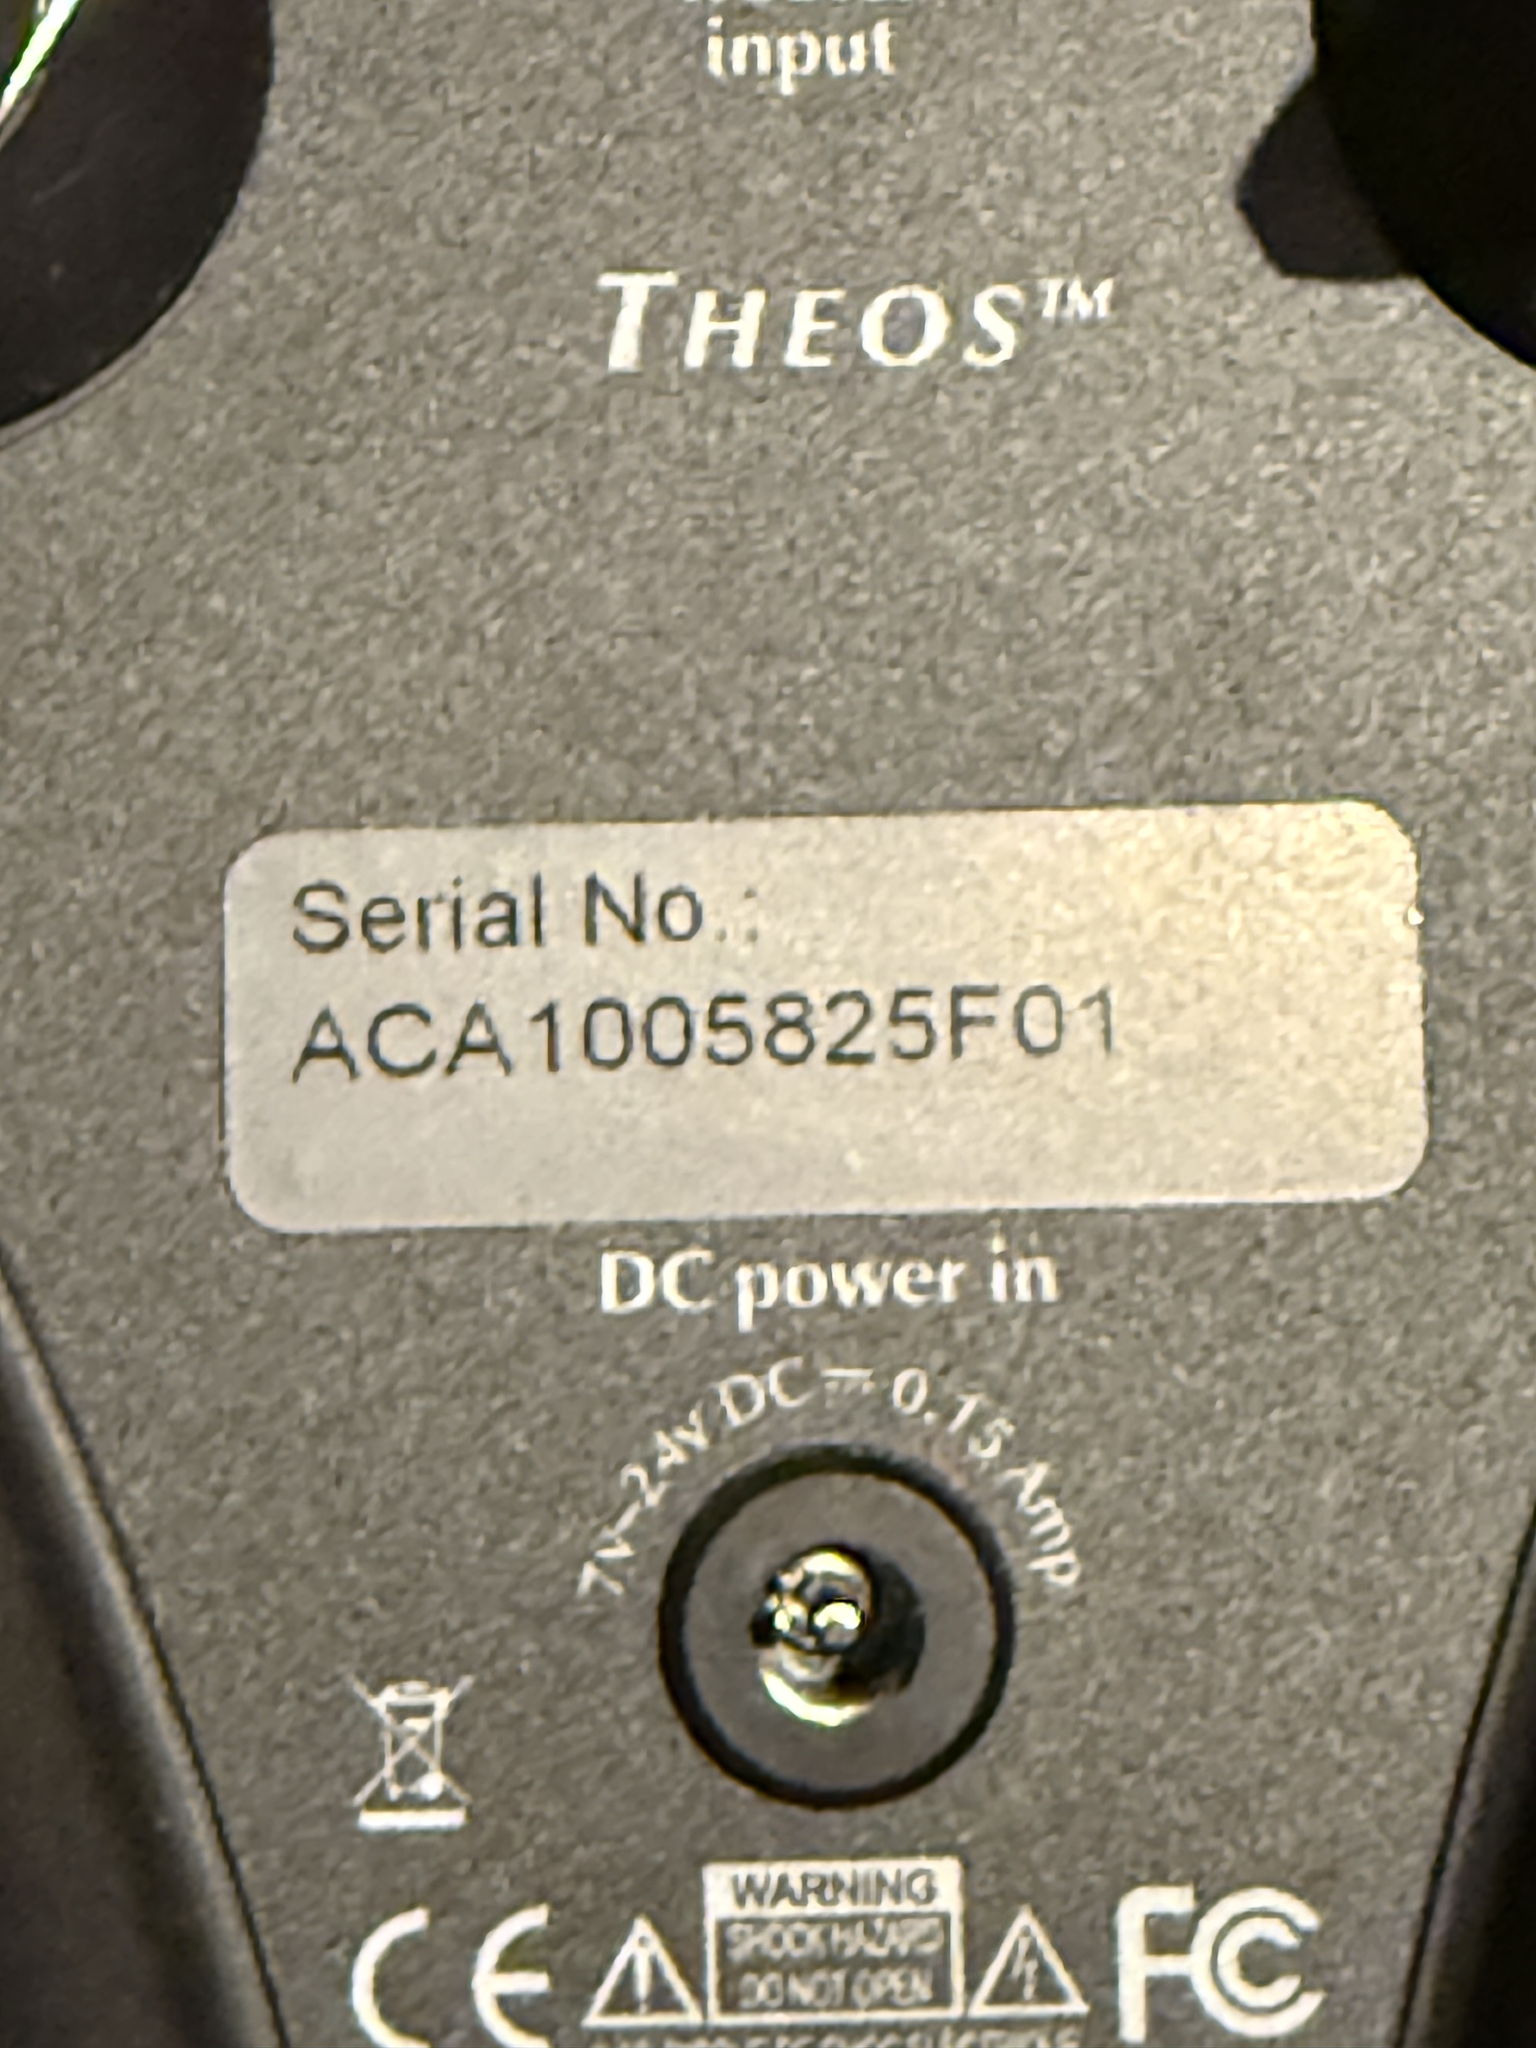 input
THEOS™
Serial No.:
ACA1005825F01
DC power in
7v–24v DC ⎓ 0.15 Amp
CE
WARNING
SHOCK HAZARD
DO NOT OPEN
FC